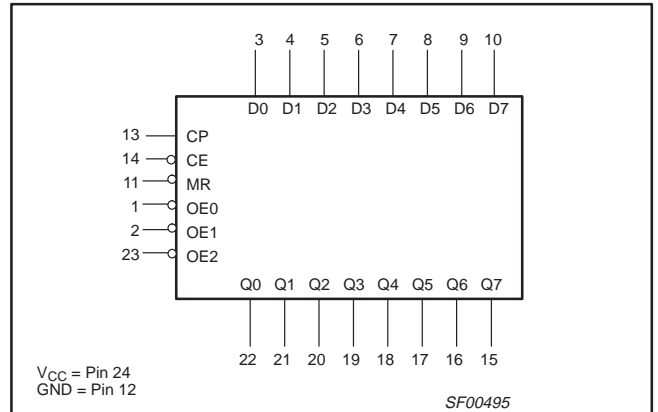 3 4 5 6 7 8 9 10
D0 D1 D2 D3 D4 D5 D6 D7
13 CP
14 CE
11 MR
1 OE0
2 OE1
23 OE2
Q0 Q1 Q2 Q3 Q4 Q5 Q6 Q7
22 21 20 19 18 17 16 15
VCC = Pin 24
GND = Pin 12
SF00495